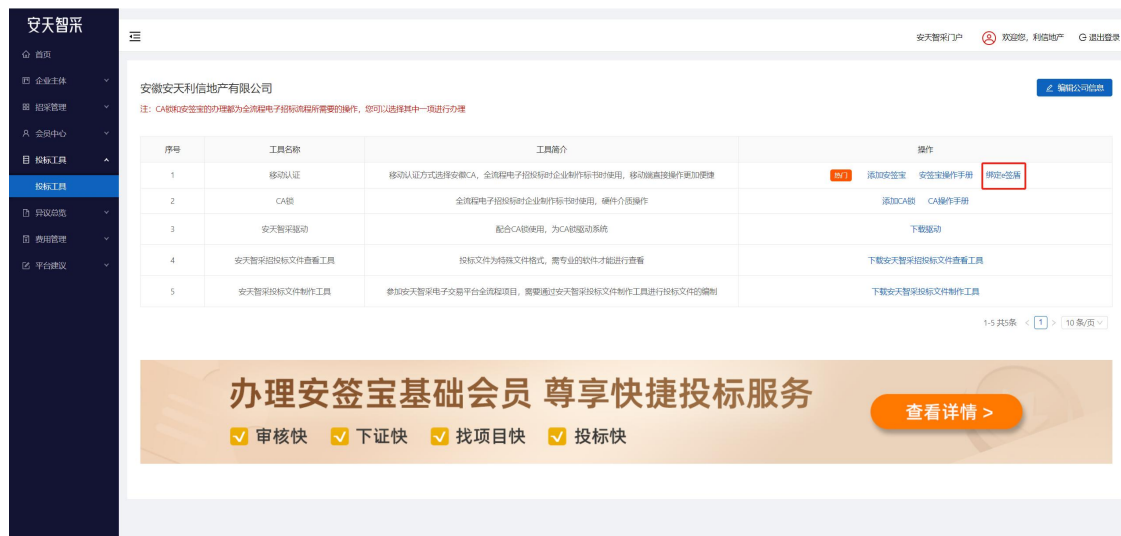 安天智采
安天智采门户 欢迎您, 利信地产 退出登录
首页
企业主体
招采管理
会员中心
投标工具
投标工具
异议总览
费用管理
平台建议
安徽安天利信地产有限公司 编辑公司信息
注: CA锁和安签宝的办理都为全流程电子招标流程所需要的操作, 您可以选择其中一项进行办理
序号 工具名称 工具简介 操作
1 移动认证 移动认证方式选择安徽CA, 全流程电子招投标时企业制作标书时使用, 移动端直接操作更加便捷 热门 添加安签宝 安签宝操作手册 绑定e签盾
2 CA锁 全流程电子招投标时企业制作标书时使用, 硬件介质操作 添加CA锁 CA操作手册
3 安天智采驱动 配合CA锁使用, 为CA锁驱动系统 下载驱动
4 安天智采招投标文件查看工具 投标文件为特殊文件格式, 需专业的软件才能进行查看 下载安天智采招投标文件查看工具
5 安天智采投标文件制作工具 参加安天智采电子交易平台全流程项目, 需要通过安天智采投标文件制作工具进行投标文件的编制 下载安天智采投标文件制作工具
1-5 共5条 < 1 > 10 条/页
办理安签宝基础会员 尊享快捷投标服务
查看详情 >
审核快 下证快 找项目快 投标快